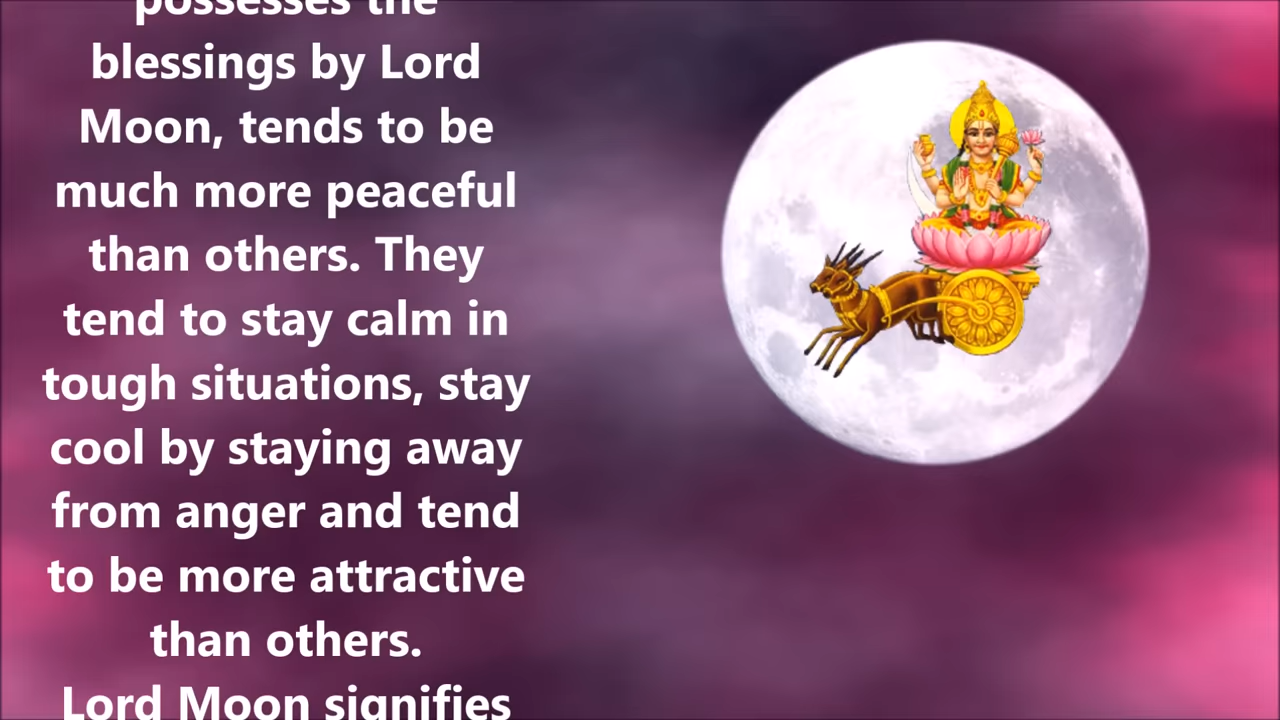 possesses the
blessings by Lord
Moon, tends to be
much more peaceful
than others. They
tend to stay calm in
tough situations, stay
cool by staying away
from anger and tend
to be more attractive
than others.
Lord Moon signifies